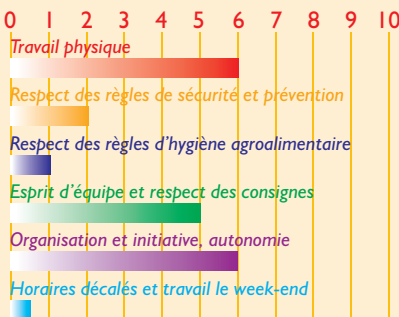 0 1 2 3 4 5 6 7 8 9 10
Travail physique
Respect des règles de sécurité et prévention
Respect des règles d'hygiène agroalimentaire
Esprit d'équipe et respect des consignes
Organisation et initiative, autonomie
Horaires décalés et travail le week-end